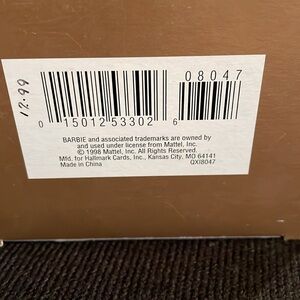 12.99
08047
0 15012 53302 6
BARBIE and associated trademarks are owned by
and used under license from Mattel, Inc.
© 1998 Mattel, Inc. All Rights Reserved.
Mfd. for Hallmark Cards, Inc., Kansas City, MO 64141
Made in China QXI8047